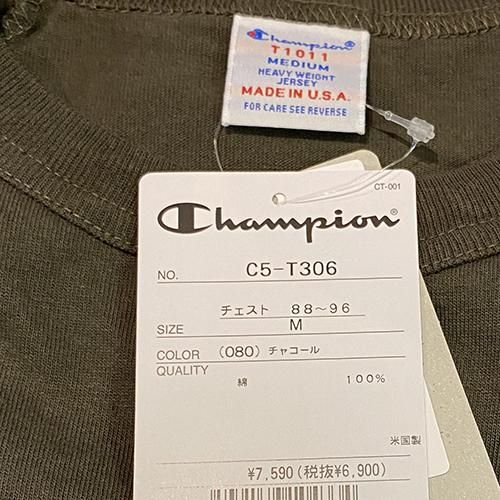 Champion®
T1011
MEDIUM
HEAVY WEIGHT
JERSEY
MADE IN U.S.A.
FOR CARE SEE REVERSE
CT-001
Champion®
NO. C5-T306
チェスト 88～96
SIZE M
COLOR (080) チャコール
QUALITY
綿 100%
米国製
¥7,590(税抜¥6,900)